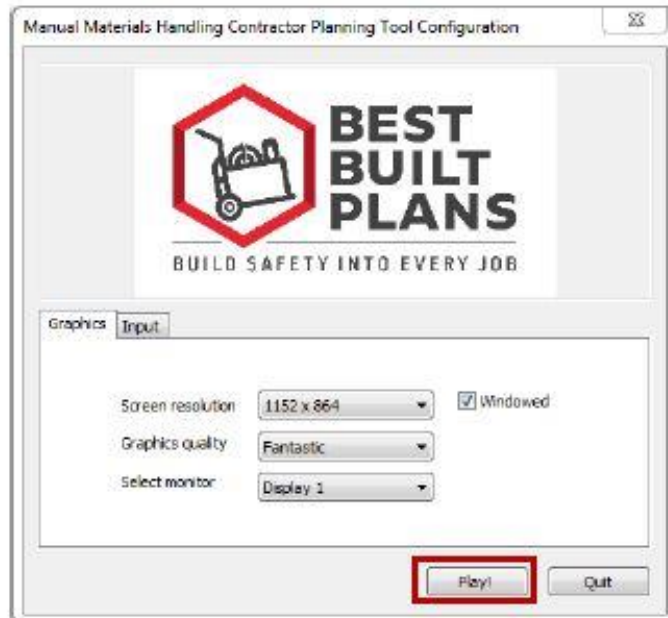 Manual Materials Handling Contractor Planning Tool Configuration
BEST
BUILT
PLANS
BUILD SAFETY INTO EVERY JOB
Graphics Input
Screen resolution 1152 x 864 Windowed
Graphics quality Fantastic
Select monitor Display 1
Play! Quit